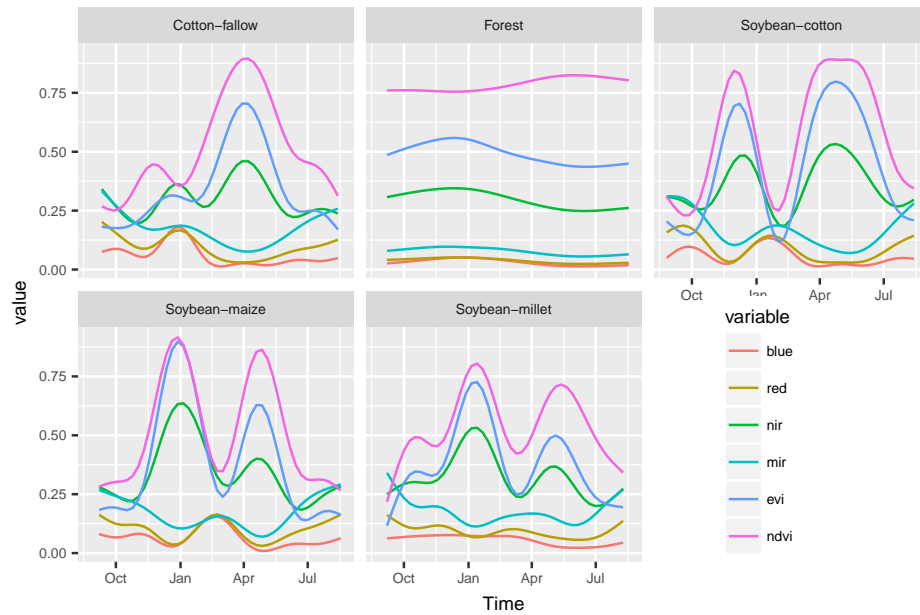 Cotton−fallow
Forest
Soybean−cotton
0.75
0.50
0.25
0.00
value
Oct
Jan
Apr
Jul
Soybean−maize
Soybean−millet
0.75
0.50
0.25
0.00
Oct
Jan
Apr
Jul
Oct
Jan
Apr
Jul
Time
variable
blue
red
nir
mir
evi
ndvi